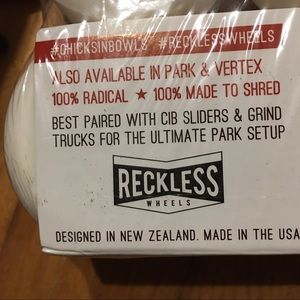 #CHICKSINBOWLS #RECKLESSWHEELS
ALSO AVAILABLE IN PARK & VERTEX
100% RADICAL ★ 100% MADE TO SHRED
BEST PAIRED WITH CIB SLIDERS & GRIND
TRUCKS FOR THE ULTIMATE PARK SETUP
RECKLESS
WHEELS
DESIGNED IN NEW ZEALAND. MADE IN THE USA